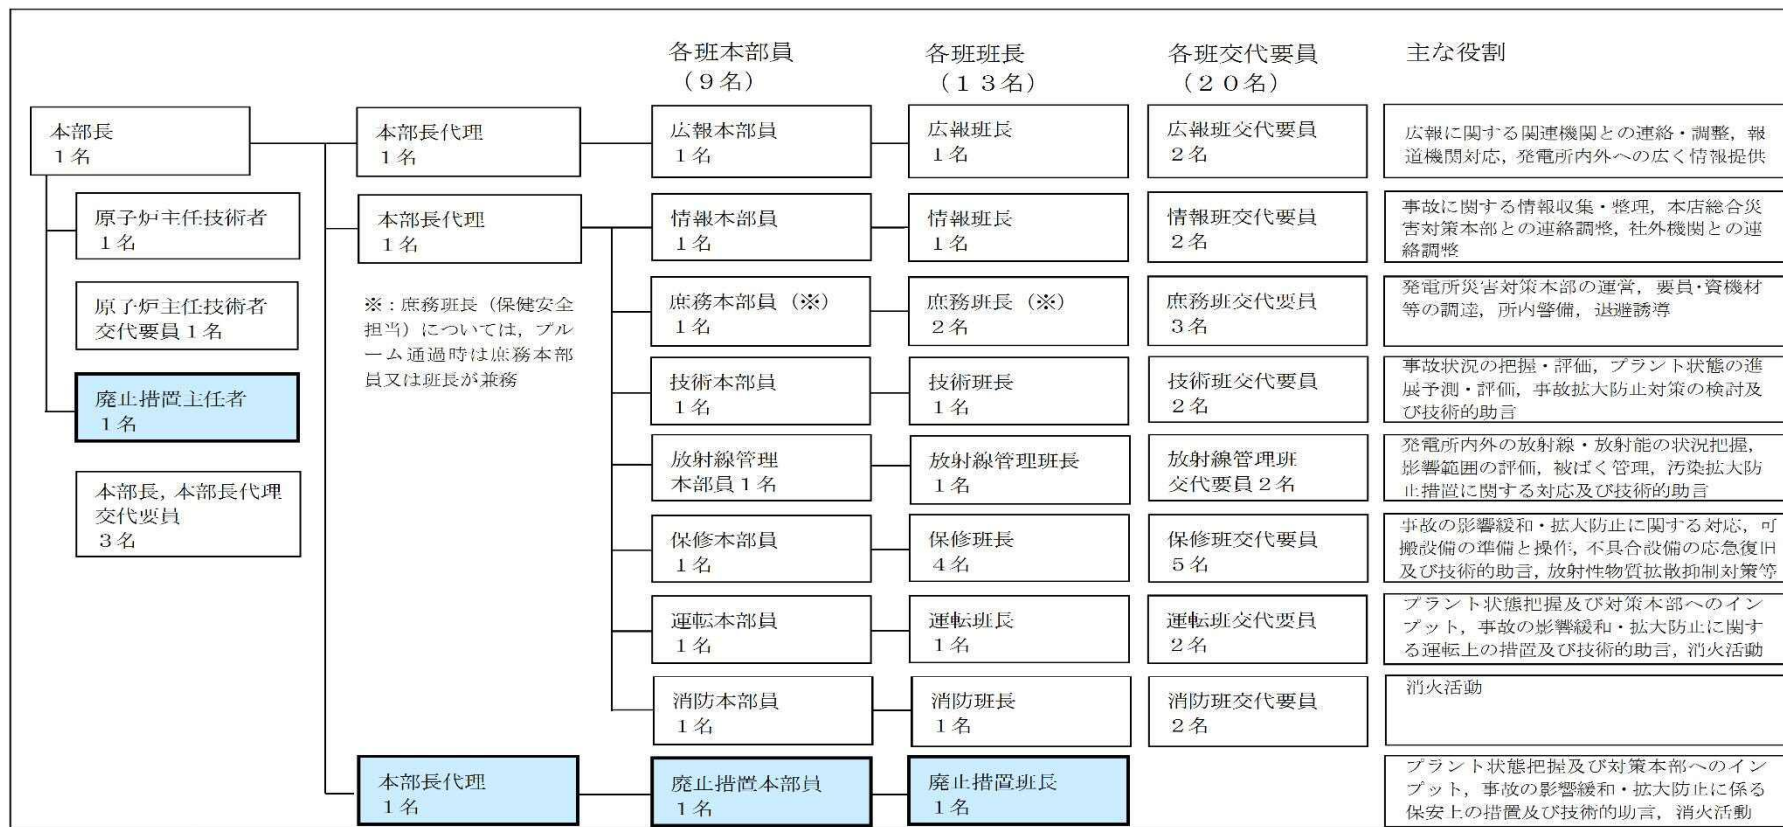 各班本部員
（９名）
各班班長
（１３名）
各班交代要員
（２０名）
主な役割
本部長
１名
本部長代理
１名
広報本部員
１名
広報班長
１名
広報班交代要員
２名
広報に関する関連機関との連絡・調整，報
道機関対応，発電所内外への広く情報提供
原子炉主任技術者
１名
本部長代理
１名
情報本部員
１名
情報班長
１名
情報班交代要員
２名
事故に関する情報収集・整理，本店総合災
害対策本部との連絡調整，社外機関との連
絡調整
原子炉主任技術者
交代要員１名
※：庶務班長（保健安全
担当）については，プル
ーム通過時は庶務本部
員又は班長が兼務
庶務本部員（※）
１名
庶務班長（※）
２名
庶務班交代要員
３名
発電所災害対策本部の運営，要員・資機材
等の調達，所内警備，退避誘導
廃止措置主任者
１名
技術本部員
１名
技術班長
１名
技術班交代要員
２名
事故状況の把握・評価，プラント状態の進
展予測・評価，事故拡大防止対策の検討及
び技術的助言
本部長，本部長代理
交代要員
３名
放射線管理
本部員１名
放射線管理班長
１名
放射線管理班
交代要員２名
発電所内外の放射線・放射能の状況把握，
影響範囲の評価，被ばく管理，汚染拡大防
止措置に関する対応及び技術的助言
保修本部員
１名
保修班長
４名
保修班交代要員
５名
事故の影響緩和・拡大防止に関する対応，可
搬設備の準備と操作，不具合設備の応急復旧
及び技術的助言，放射性物質拡散抑制対策等
運転本部員
１名
運転班長
１名
運転班交代要員
２名
プラント状態把握及び対策本部へのイン
プット，事故の影響緩和・拡大防止に関す
る運転上の措置及び技術的助言，消火活動
消防本部員
１名
消防班長
１名
消防班交代要員
２名
消火活動
本部長代理
１名
廃止措置本部員
１名
廃止措置班長
１名
プラント状態把握及び対策本部へのイン
プット，事故の影響緩和・拡大防止に係る
保安上の措置及び技術的助言，消火活動